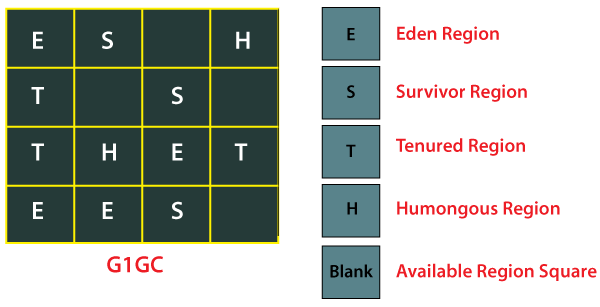 E S H
T S
T H E T
E E S
G1GC
E Eden Region
S Survivor Region
T Tenured Region
H Humongous Region
Blank Available Region Square